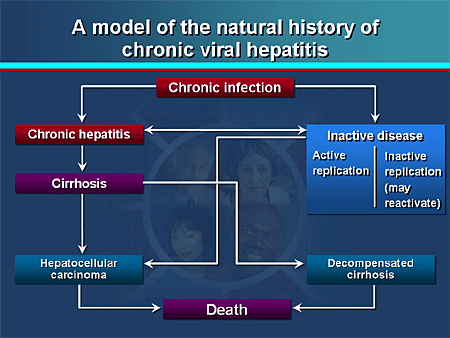 A model of the natural history of
chronic viral hepatitis
Chronic infection
Chronic hepatitis
Inactive disease
Active
replication
Inactive
replication
(may
reactivate)
Cirrhosis
Hepatocellular
carcinoma
Decompensated
cirrhosis
Death